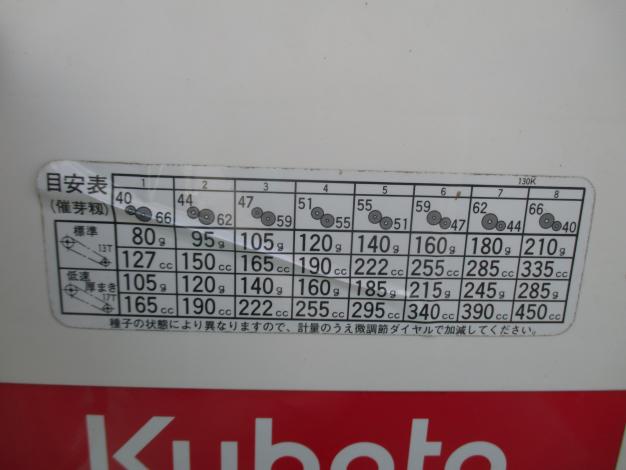 130K
目安表 1 2 3 4 5 6 7 8
(催芽籾) 40 66 44 62 47 59 51 55 55 51 59 47 62 44 66 40
標準 13T 80g 95g 105g 120g 140g 160g 180g 210g
127cc 150cc 165cc 190cc 222cc 255cc 285cc 335cc
低速 厚まき 17T 105g 120g 140g 160g 185g 215g 245g 285g
165cc 190cc 222cc 255cc 295cc 340cc 390cc 450cc
種子の状態により異なりますので、計量のうえ微調節ダイヤルで加減してください。
Kubota